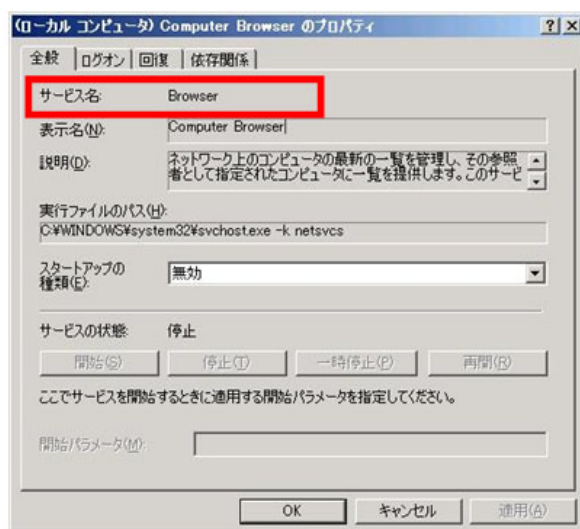 (ローカル コンピュータ) Computer Browser のプロパティ
全般 ログオン 回復 依存関係
サービス名: Browser
表示名(N): Computer Browser
説明(D): ネットワーク上のコンピュータの最新の一覧を管理し、その参照
者として指定されたコンピュータに一覧を提供します。このサービ
実行ファイルのパス(H):
C:¥WINDOWS¥system32¥svchost.exe -k netsvcs
スタートアップの
種類(E): 無効
サービスの状態: 停止
開始(S) 停止(T) 一時停止(P) 再開(R)
ここでサービスを開始するときに適用する開始パラメータを指定してください。
開始パラメータ(M):
OK キャンセル 適用(A)